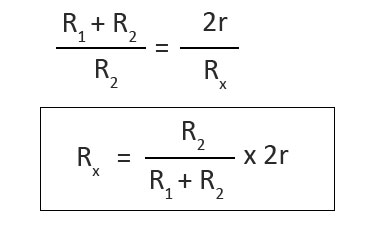 R₁ + R₂ / R₂ = 2r / Rₓ
Rₓ = R₂ / R₁ + R₂ x 2r